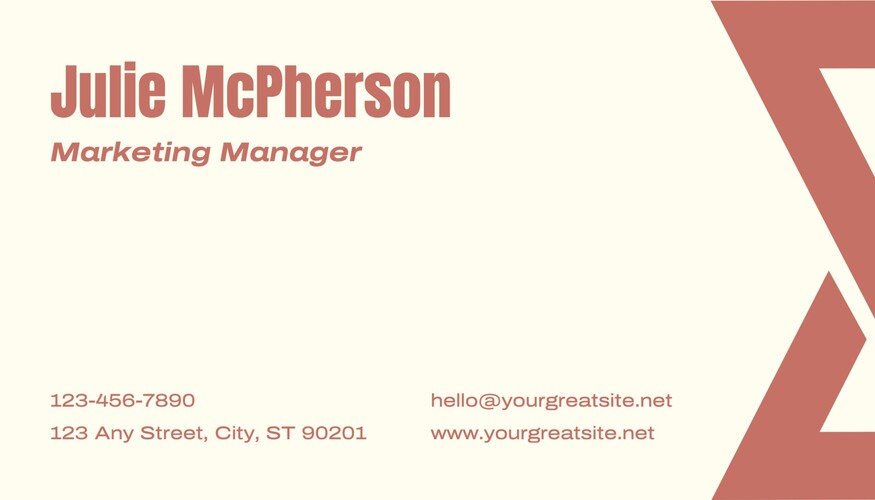 Julie McPherson
Marketing Manager
123-456-7890
123 Any Street, City, ST 90201
hello@yourgreatsite.net
www.yourgreatsite.net